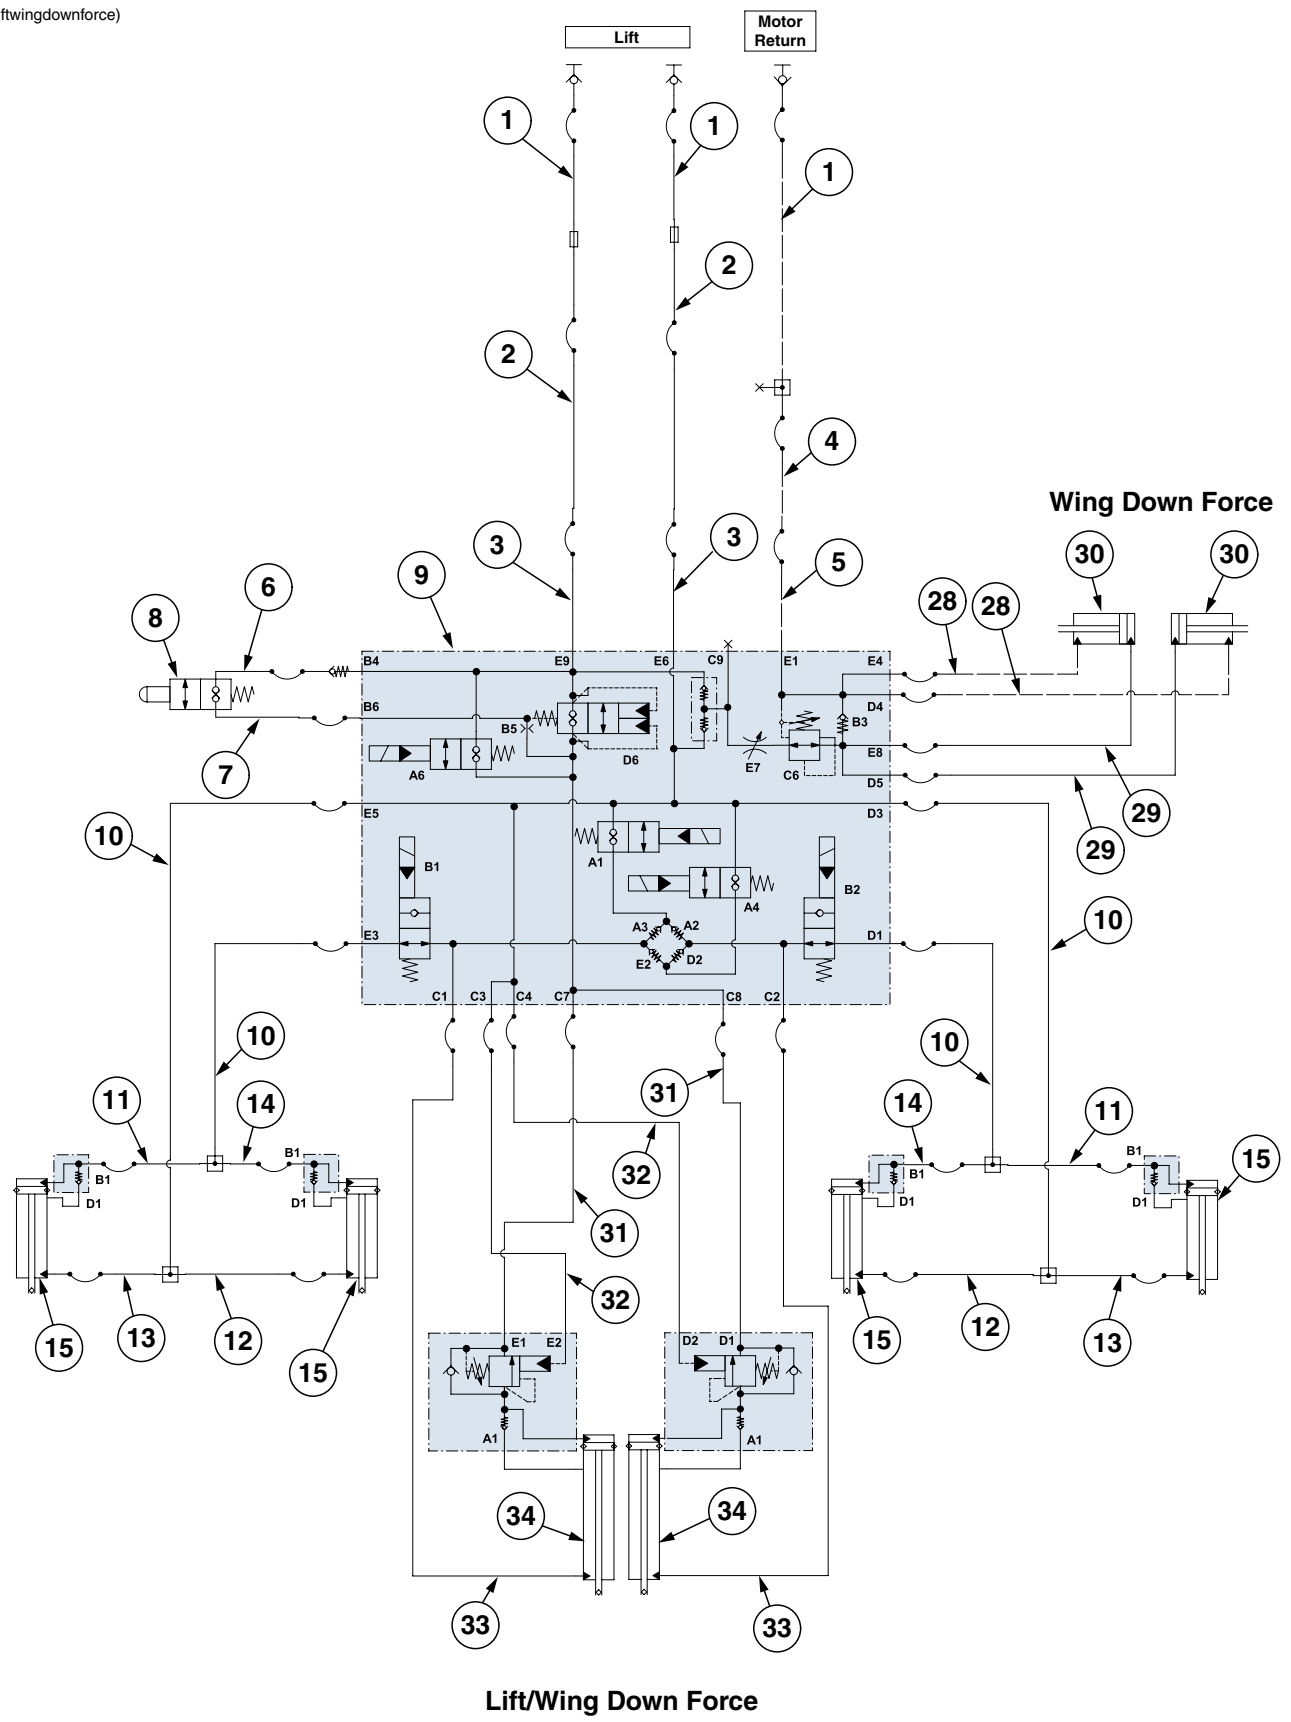 ftwingdownforce)
Lift
Motor
Return
1
1
1
2
2
4
Wing Down Force
3
3
5
30
30
9
6
8
28
28
B4
E9
E6
C9
E1
E4
B6
B5
D4
B3
7
A6
D6
E7
C6
E8
D5
29
29
10
E5
D3
A1
B1
B2
A4
10
E3
A3
A2
D1
E2
D2
C1
C3
C4
C7
C8
C2
10
10
11
14
31
14
11
B1
B1
D1
D1
32
B1
B1
D1
D1
15
31
32
15
13
12
15
15
12
13
E1
E2
D2
D1
A1
A1
34
34
33
33
Lift/Wing Down Force